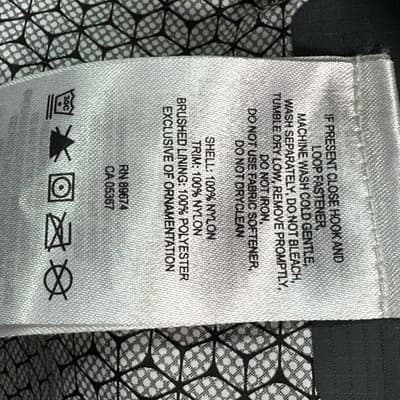 IF PRESENT CLOSE HOOK AND
LOOP FASTENER,
MACHINE WASH COLD GENTLE,
WASH SEPARATELY, DO NOT BLEACH,
TUMBLE DRY LOW, REMOVE PROMPTLY,
DO NOT IRON,
DO NOT USE FABRIC SOFTENER,
DO NOT DRYCLEAN
SHELL: 100% NYLON
TRIM: 100% NYLON
BRUSHED LINING: 100% POLYESTER
EXCLUSIVE OF ORNAMENTATION
RN 89674
CA 05367
30C